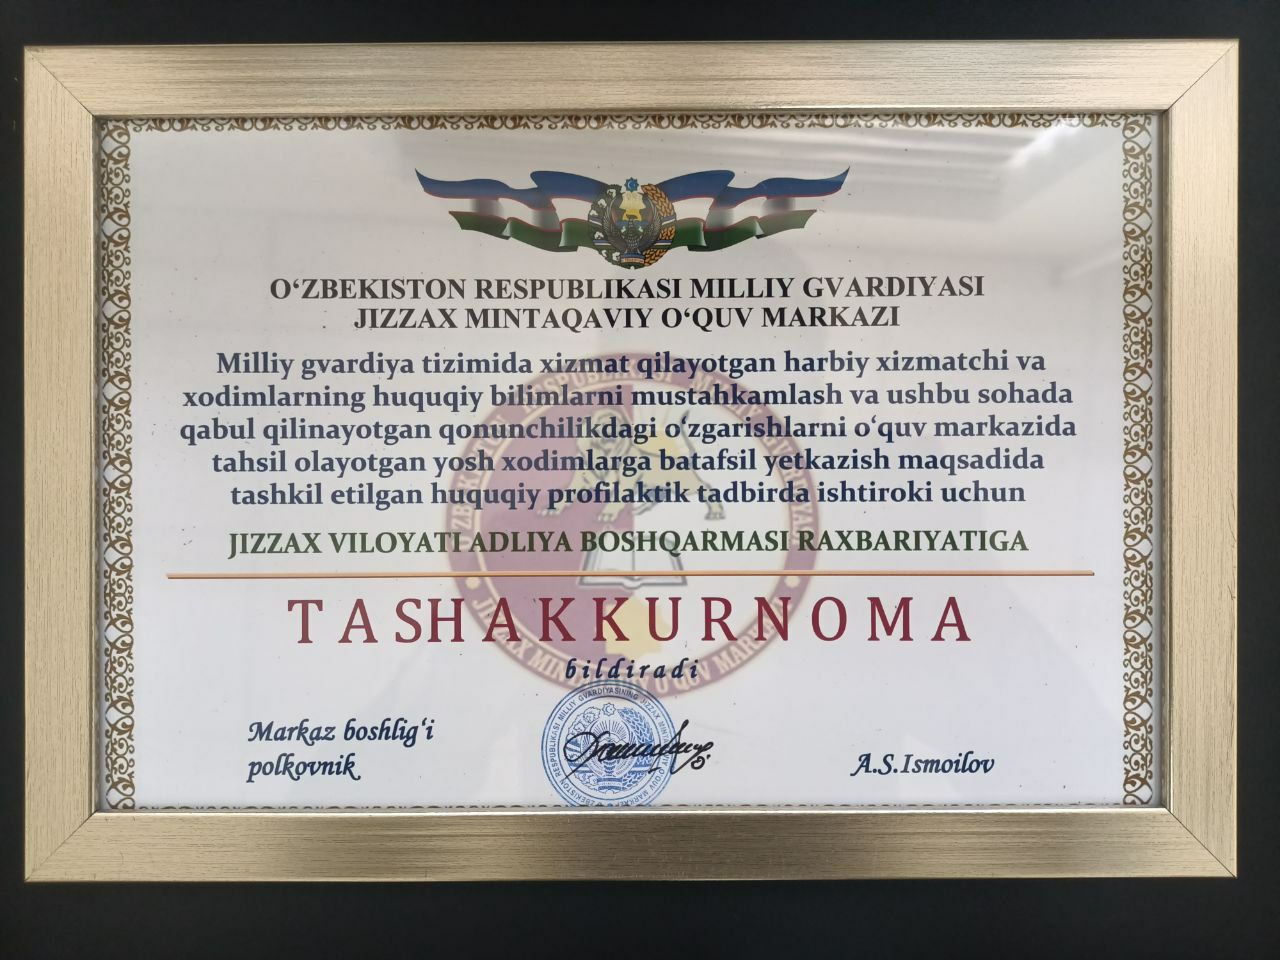 O‘ZBEKISTON RESPUBLIKASI MILLIY GVARDIYASI
JIZZAX MINTAQAVIY O‘QUV MARKAZI
Milliy gvardiya tizimida xizmat qilayotgan harbiy xizmatchi va
xodimlarning huquqiy bilimlarni mustahkamlash va ushbu sohada
qabul qilinayotgan qonunchilikdagi o‘zgarishlarni o‘quv markazida
tahsil olayotgan yosh xodimlarga batafsil yetkazish maqsadida
tashkil etilgan huquqiy profilaktik tadbirda ishtiroki uchun
JIZZAX VILOYATI ADLIYA BOSHQARMASI RAXBARIYATIGA
TASHAKKURNOMA
bildiradi
Markaz boshlig‘i
polkovnik
A.S.Ismoilov